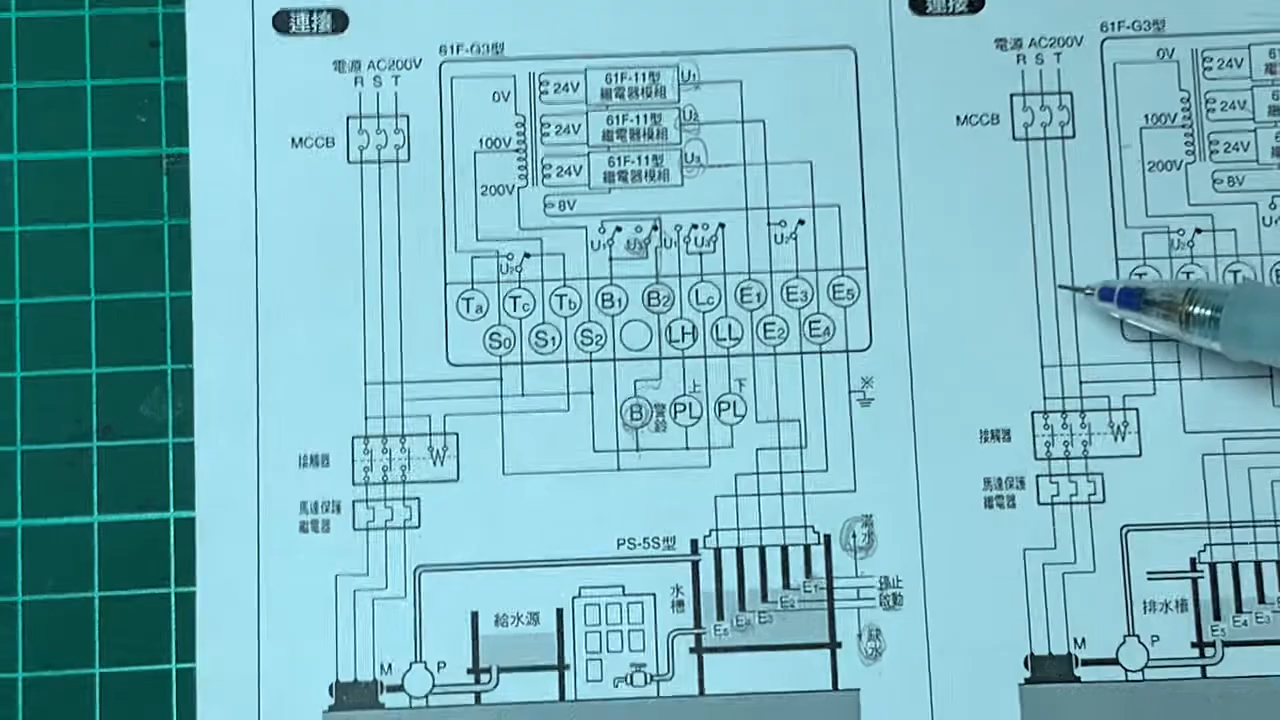 連接
61F-G3型
電源 AC200V
R S T
MCCB
0V
100V
200V
24V
61F-11型
繼電器模組
U1
24V
61F-11型
繼電器模組
U2
24V
61F-11型
繼電器模組
U3
8V
U2
U1
U3
U1
U3
U2
Ta Tc Tb B1 B2 Lc E1 E3 E5
S0 S1 S2 LH LL E2 E4
上
下
※
B
警鈴
PL
PL
接觸器
馬達保護
繼電器
PS-5S型
滿水
水槽
停止
啟動
缺水
給水源
E1
E2
E3
E4
E5
M
P
連接
61F-G3型
電源 AC200V
R S T
MCCB
0V
100V
200V
24V
24V
24V
8V
U2
接觸器
馬達保護
繼電器
排水槽
E5
E4
E3
M
P